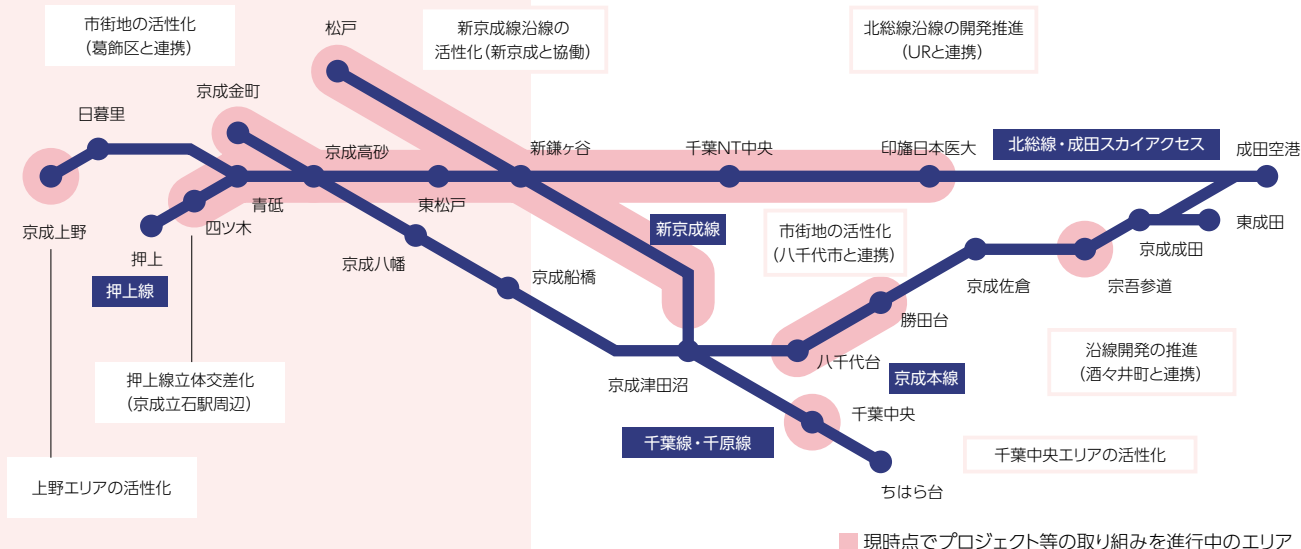 市街地の活性化
(葛飾区と連携)
松戸
新京成線沿線の
活性化(新京成と協働)
北総線沿線の開発推進
(URと連携)
京成金町
日暮里
京成高砂
新鎌ヶ谷
千葉NT中央
印旛日本医大
北総線・成田スカイアクセス
成田空港
京成上野
押上
四ツ木
青砥
東松戸
新京成線
市街地の活性化
(八千代市と連携)
東成田
京成成田
押上線
京成八幡
京成船橋
京成佐倉
宗吾参道
勝田台
押上線立体交差化
(京成立石駅周辺)
京成津田沼
八千代台
京成本線
沿線開発の推進
(酒々井町と連携)
千葉中央
千葉線・千原線
千葉中央エリアの活性化
上野エリアの活性化
ちはら台
現時点でプロジェクト等の取り組みを進行中のエリア